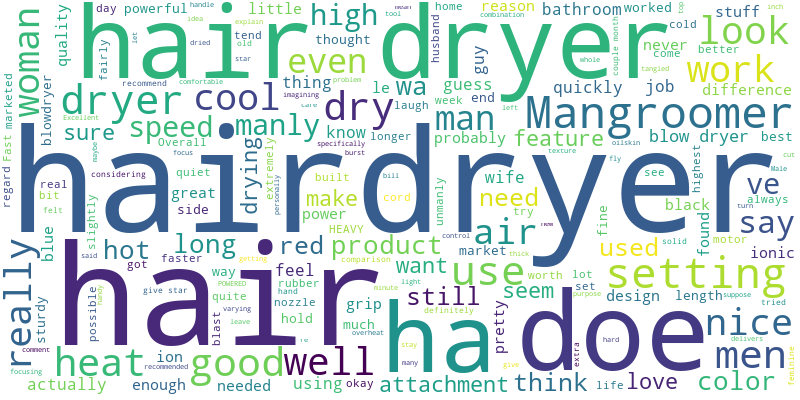 hair dryer
hairdryer
hair
ha
doe
Mangroomer
setting
dryer
cool
dry
man
manly
speed
sure
even
high
look
work
woman
really
heat
good
well
use
air
say
ve
nice
men
color
product
still
seem
want
need
used
feature
wa
long
red
hot
make
attachment
think
love
day
powerful
handle
idea
explain
little
using
reason
combination
bathroom
worked
home
tool
mean
husband
guy
cold
stuff
never
come
better
top
inch
whole
tangled
couple month
quality
fairly
let
old
dried
star
tend
thought
recommend
comfortable
problem
thing
imagining
care
le
guess
quickly
job
difference
marketed
Fast
regard
blowdryer
Excellent
maybe
Overall
focus
specifically
burst
laugh
week
end
left
know
longer
probably
blow dryer
best
texture
oilskin
fly
cut
Male
considering
real
bit
felt
quiet
great
side
drying
extremely
built
bill
cord
personally
power
HEAVY
unmanly
wife
try
fine
see
black
highest
always
turn
found
solid
motor
ionic
control
rem
thick
market
blue
slightly
said
got
faster
way
getting
feel
rubber
comparison
hand
minute
light
worth
lot
set
design
length
suppose
tried
purpose
delivers
sturdy
possible
handy
give star
POWERED
quite
varying
leave
blast
nozzle
hold
grip
much
overheat
definitely
pretty
extra
hard
comment
focusing
ion
recommended
actually
enough
needed
okay
stay
many
give
life
feminine